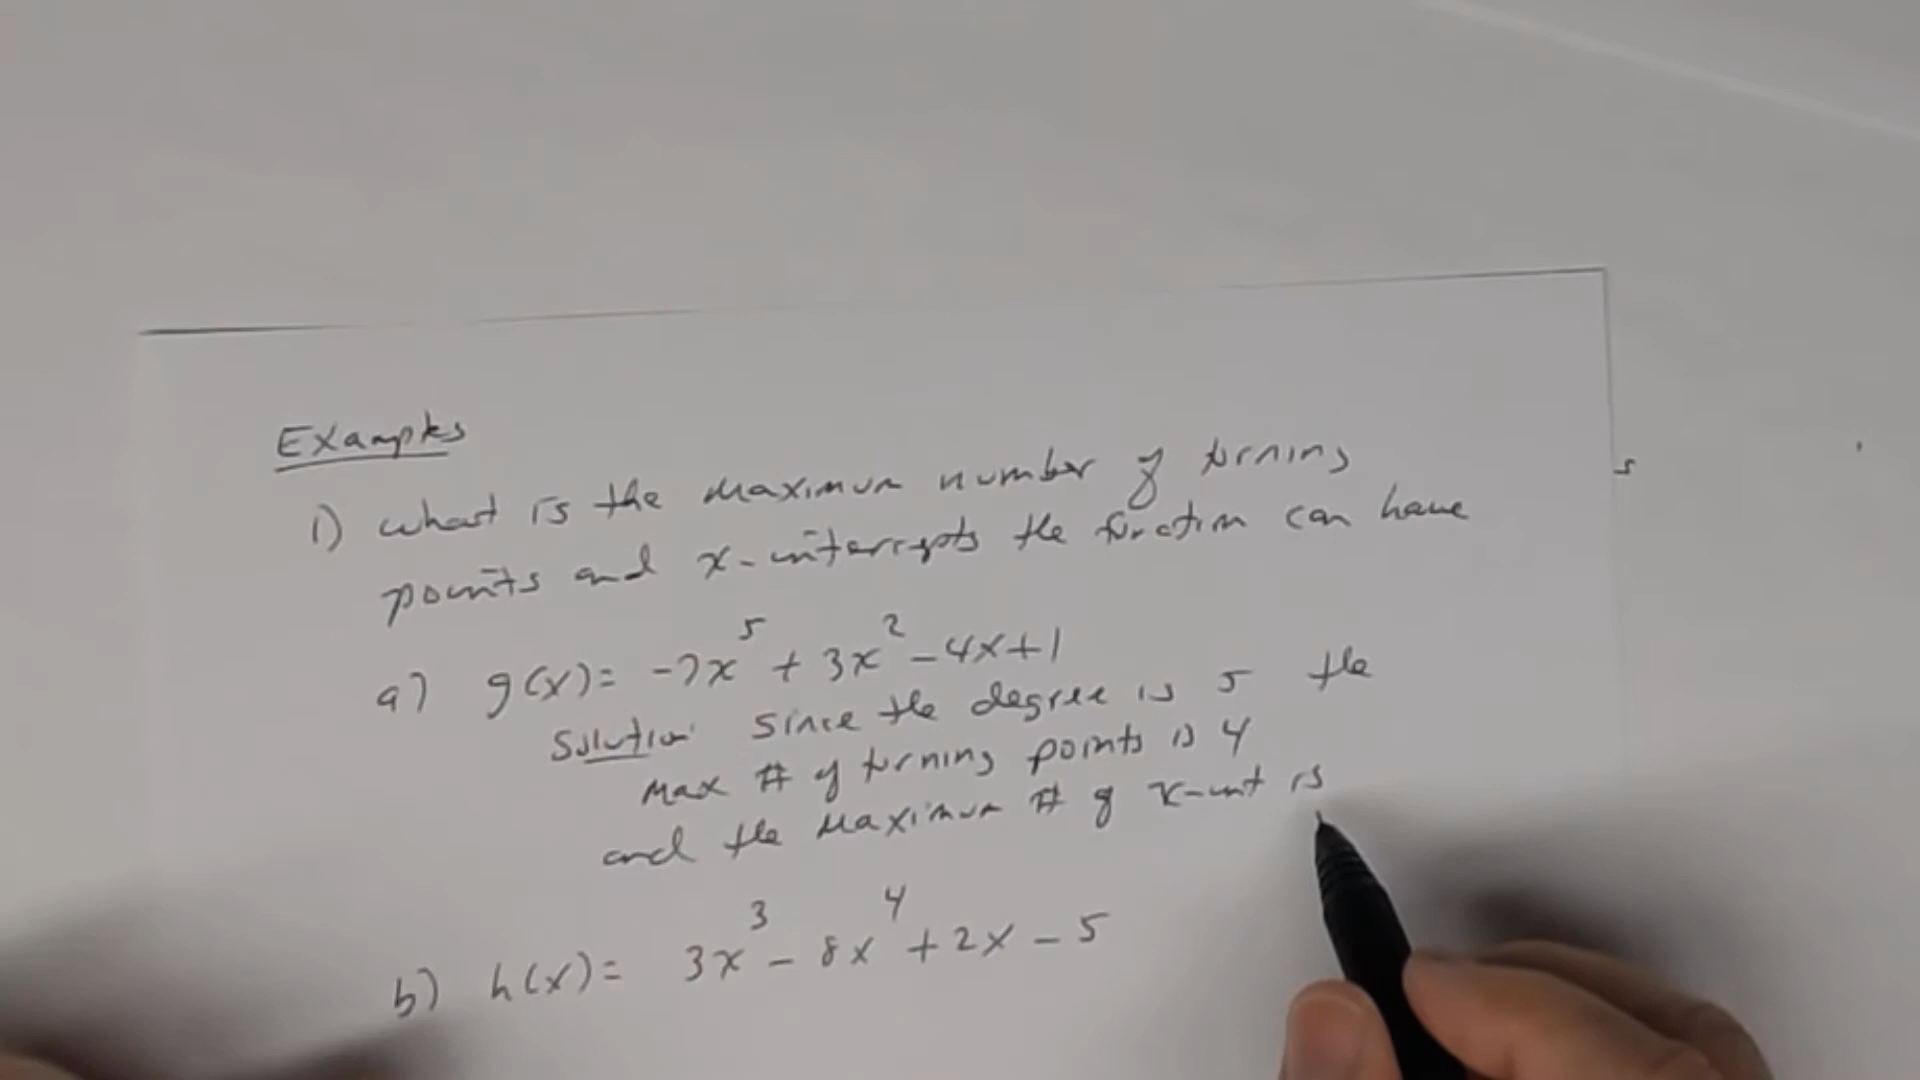 Examples
1) what is the maximum number of turning
points and x-intercepts the function can have
a) g(x) = -7x⁵ + 3x² - 4x + 1
Solution: Since the degree is 5 the
max # of turning points is 4
and the maximum # of x-int is
b) h(x) = 3x³ - 8x⁴ + 2x - 5
s